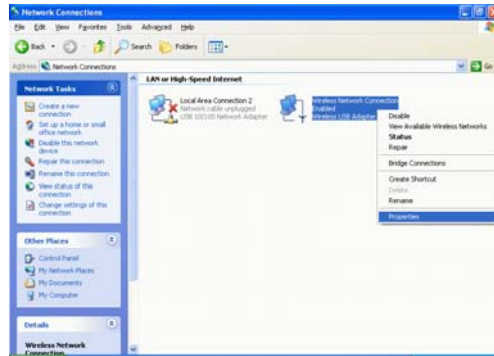 Network Connections
File Edit View Favorites Tools Advanced Help
Back Search Folders
Address Network Connections Go
Network Tasks
Create a new
connection
Set up a home or small
office network
Disable this network
device
Repair this connection
Rename this connection
View status of this
connection
Change settings of this
connection
Other Places
Control Panel
My Network Places
My Documents
My Computer
Details
Wireless Network
Connection
LAN or High-Speed Internet
Local Area Connection 2
Network cable unplugged
USB 10/100 Network Adapter
Wireless Network Connection
Enabled
Wireless USB Adapter
Disable
View Available Wireless Networks
Status
Repair
Bridge Connections
Create Shortcut
Delete
Rename
Properties